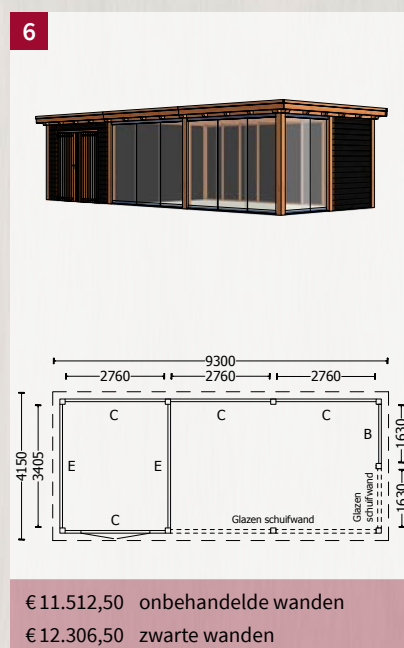 6
9300
2760 2760 2760
4150
3405
C C C
B
1630
E E
1630
C
Glazen schuifwand
Glazen
schuifwand
€ 11.512,50 onbehandelde wanden
€ 12.306,50 zwarte wanden